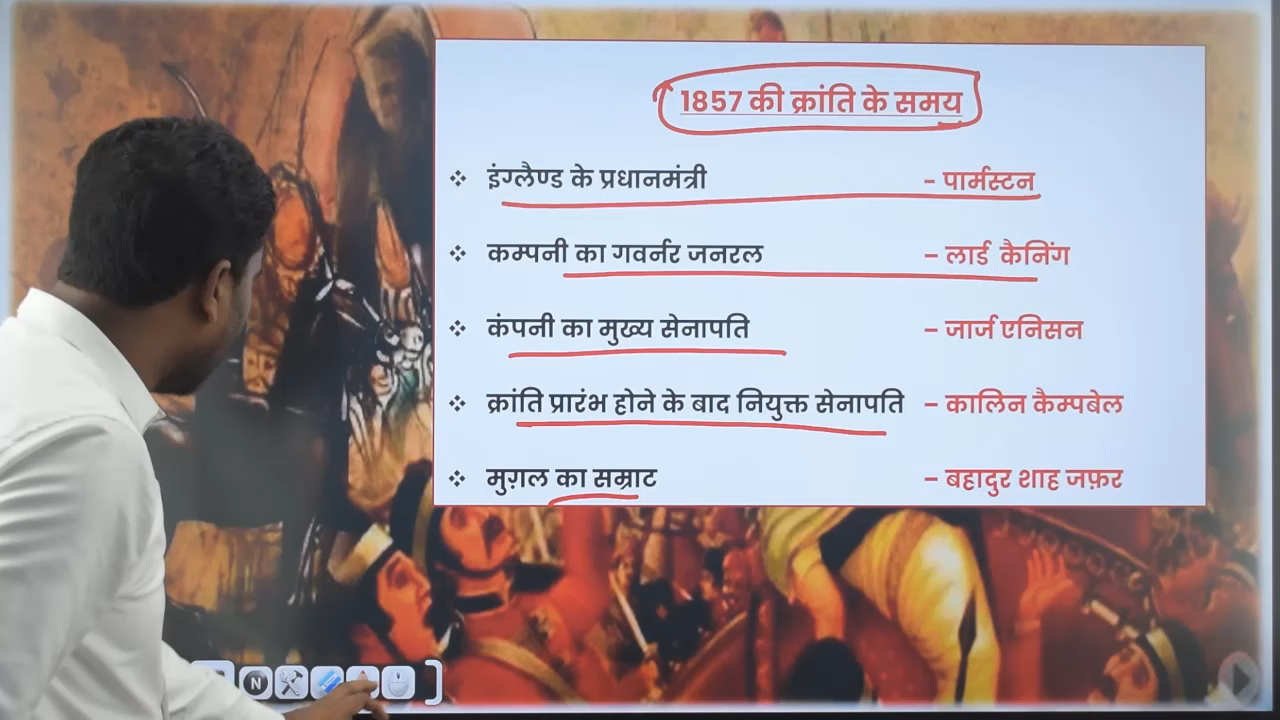 1857 की क्रांति के समय
❖ इंग्लैण्ड के प्रधानमंत्री – पार्मस्टन
❖ कम्पनी का गवर्नर जनरल – लार्ड कैनिंग
❖ कंपनी का मुख्य सेनापति – जार्ज एनिसन
❖ क्रांति प्रारंभ होने के बाद नियुक्त सेनापति – कालिन कैम्पबेल
❖ मुग़ल का सम्राट – बहादुर शाह जफ़र
N